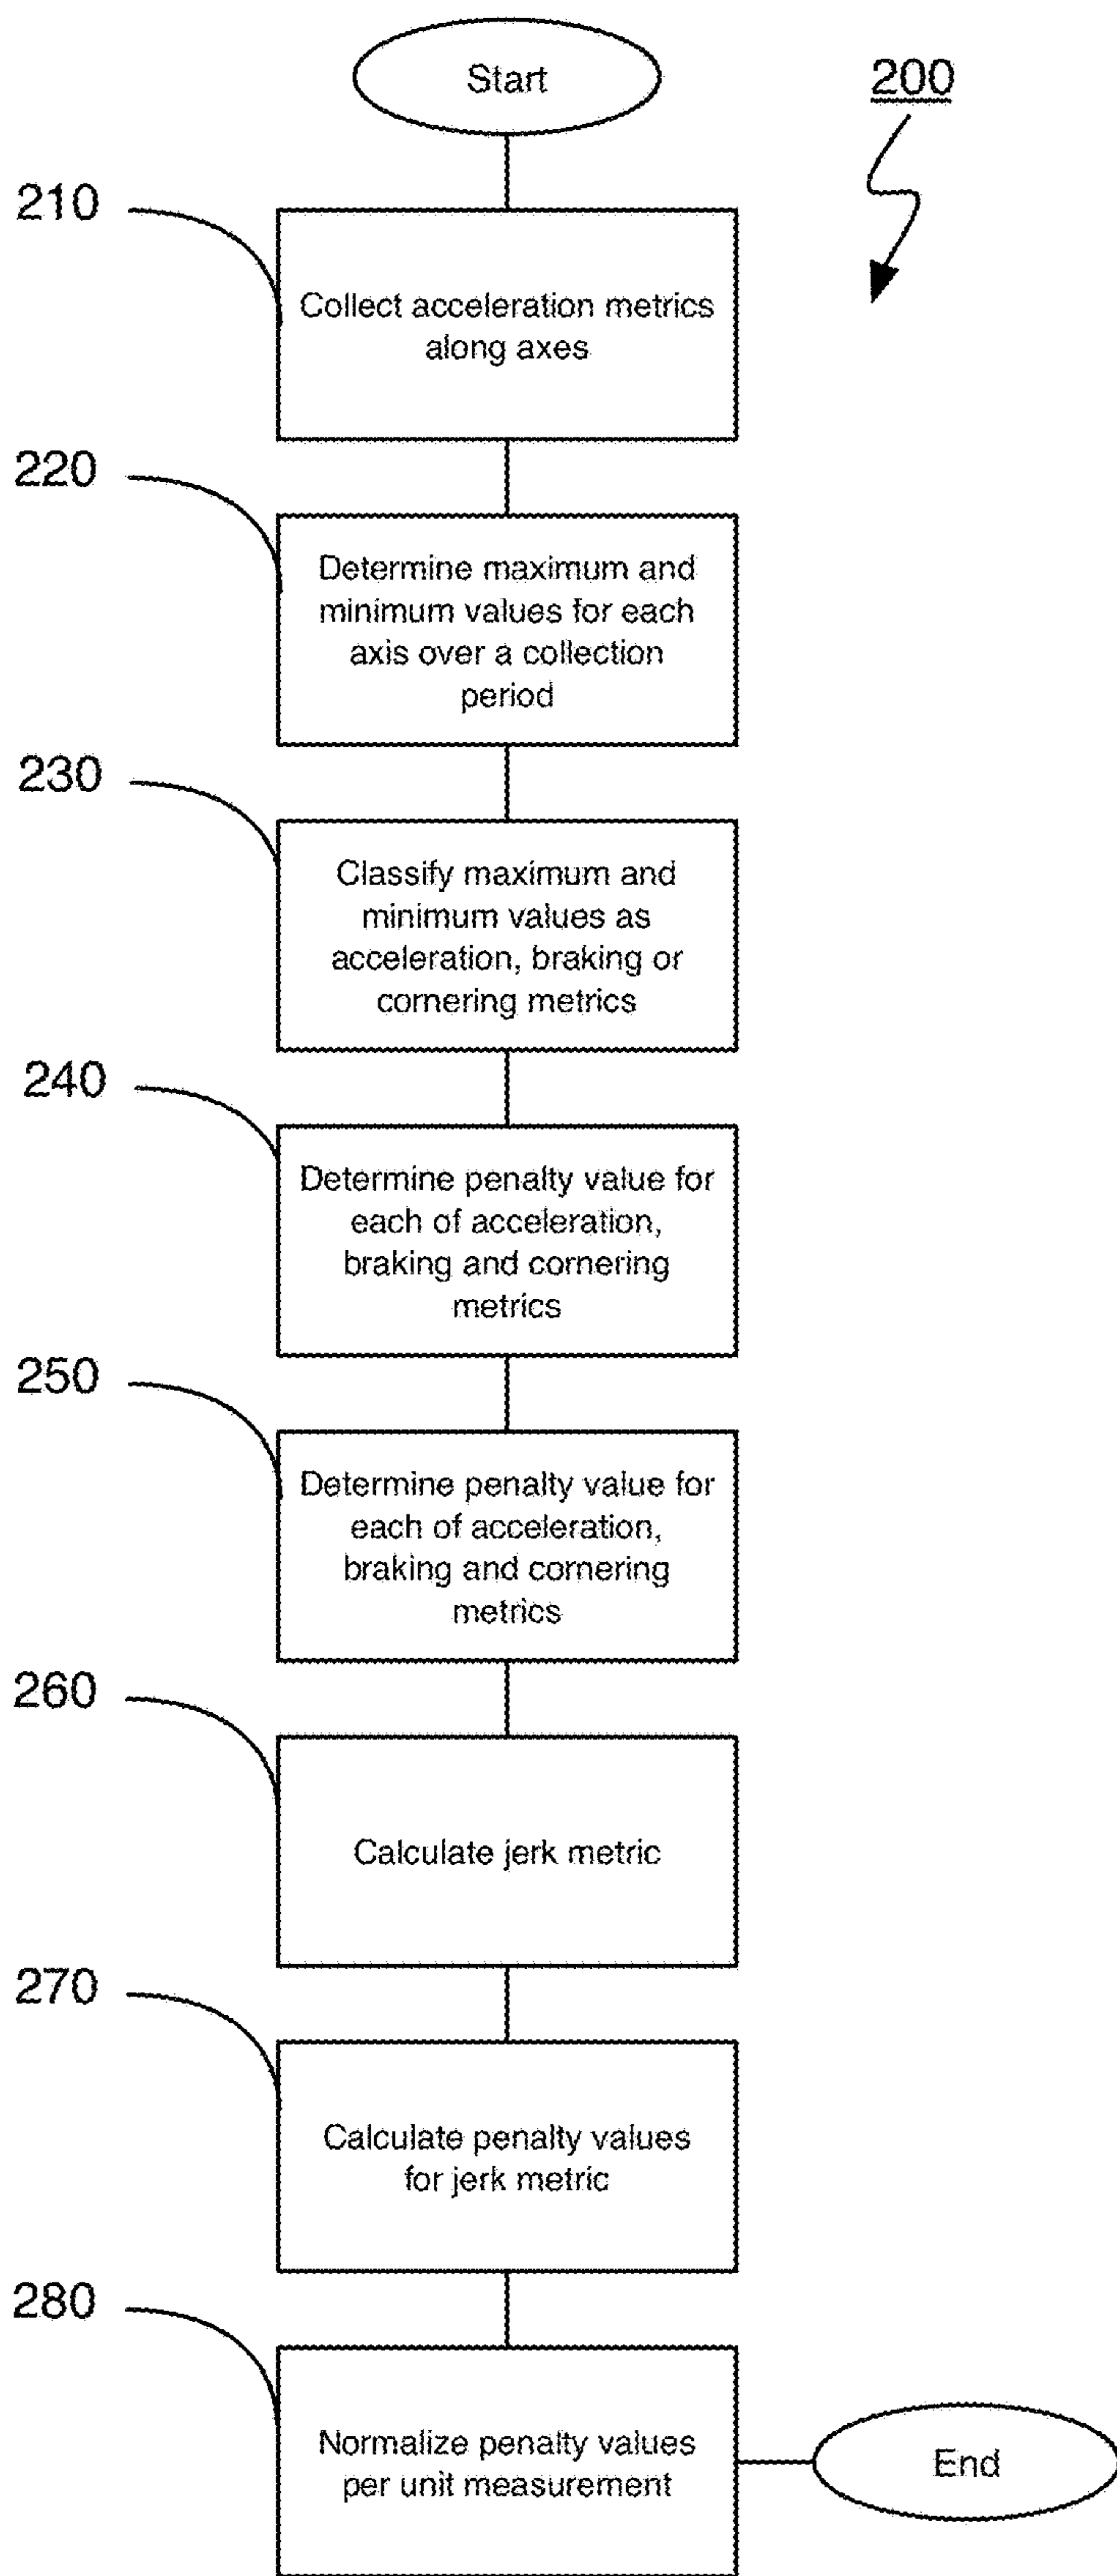 Start
200
210
Collect acceleration metrics
along axes
220
Determine maximum and
minimum values for each
axis over a collection
period
230
Classify maximum and
minimum values as
acceleration, braking or
cornering metrics
240
Determine penalty value for
each of acceleration,
braking and cornering
metrics
250
Determine penalty value for
each of acceleration,
braking and cornering
metrics
260
Calculate jerk metric
270
Calculate penalty values
for jerk metric
280
Normalize penalty values
per unit measurement
End